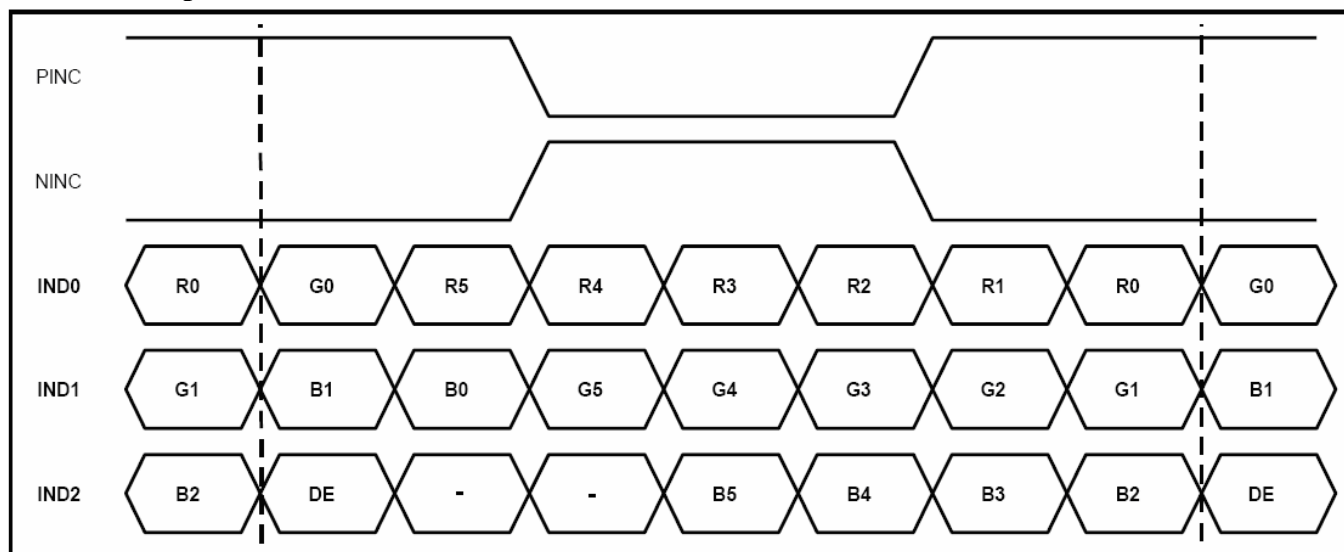 PINC
NINC
IND0 R0 G0 R5 R4 R3 R2 R1 R0 G0
IND1 G1 B1 B0 G5 G4 G3 G2 G1 B1
IND2 B2 DE - - B5 B4 B3 B2 DE